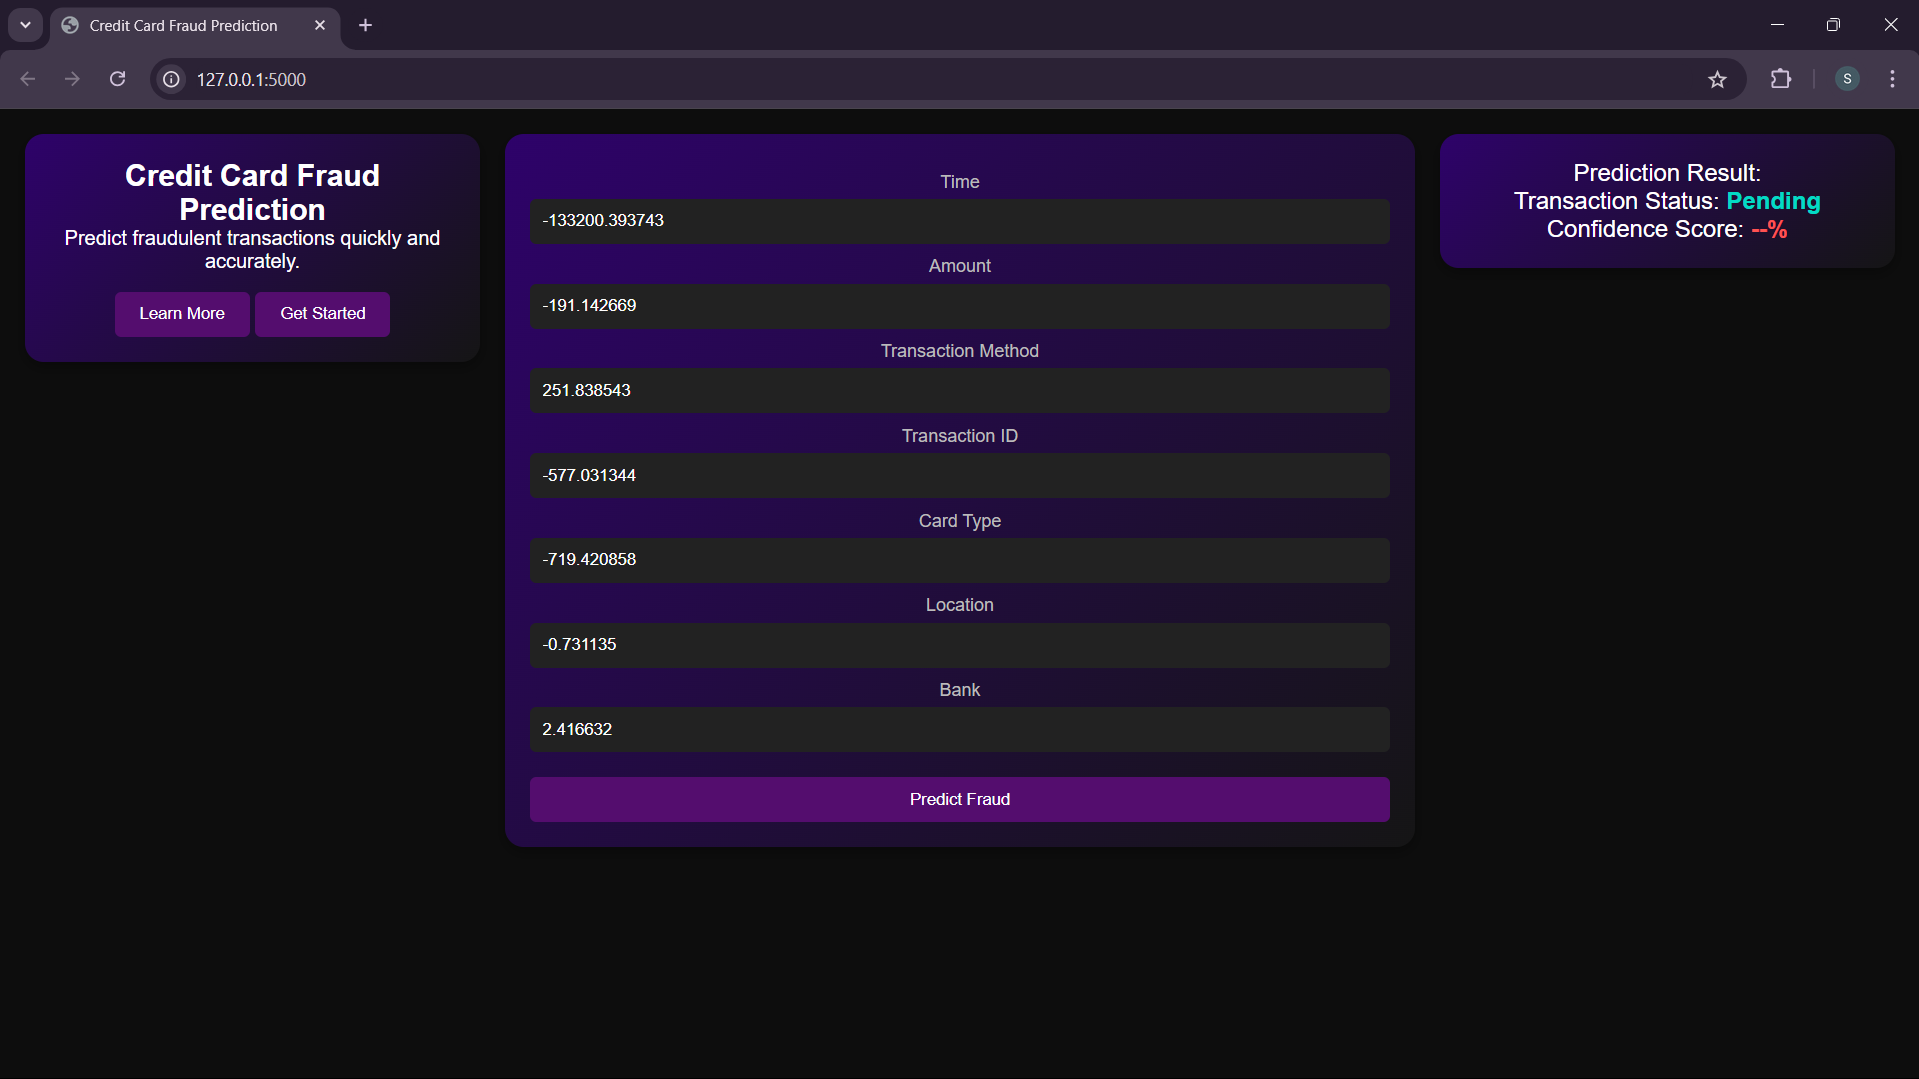 Credit Card Fraud Prediction
127.0.0.1:5000
S
Credit Card Fraud
Prediction
Predict fraudulent transactions quickly and
accurately.
Learn More
Get Started
Time
-133200.393743
Amount
-191.142669
Transaction Method
251.838543
Transaction ID
-577.031344
Card Type
-719.420858
Location
-0.731135
Bank
2.416632
Predict Fraud
Prediction Result:
Transaction Status: Pending
Confidence Score: --%